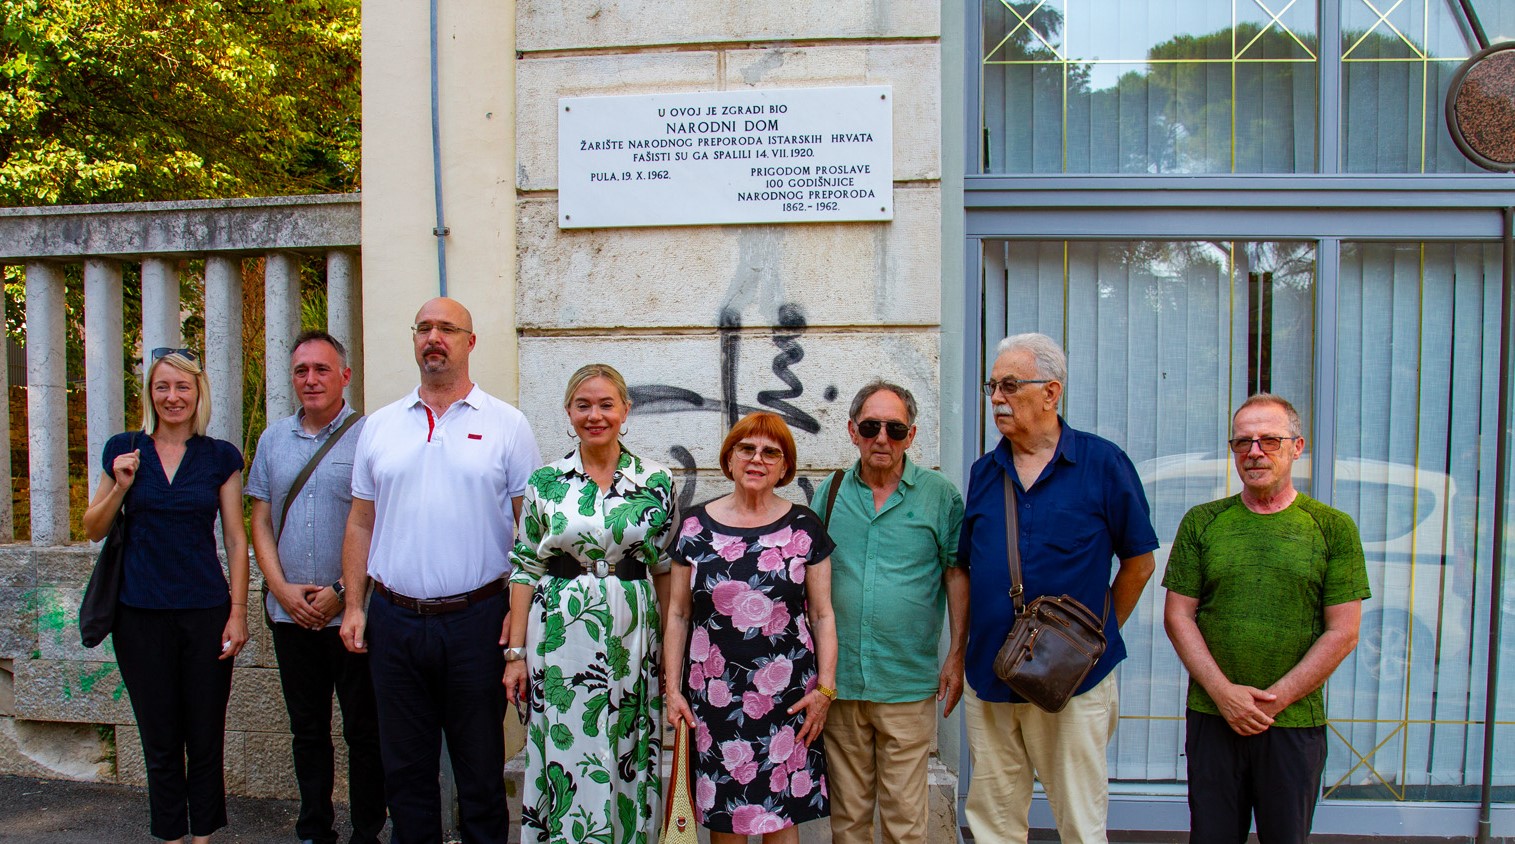 U OVOJ JE ZGRADI BIO
NARODNI DOM
ŽARIŠTE NARODNOG PREPORODA ISTARSKIH HRVATA
FAŠISTI SU GA SPALILI 14. VII. 1920.
PULA, 19. X. 1962.
PRIGODOM PROSLAVE
100 GODIŠNJICE
NARODNOG PREPORODA
1862.- 1962.